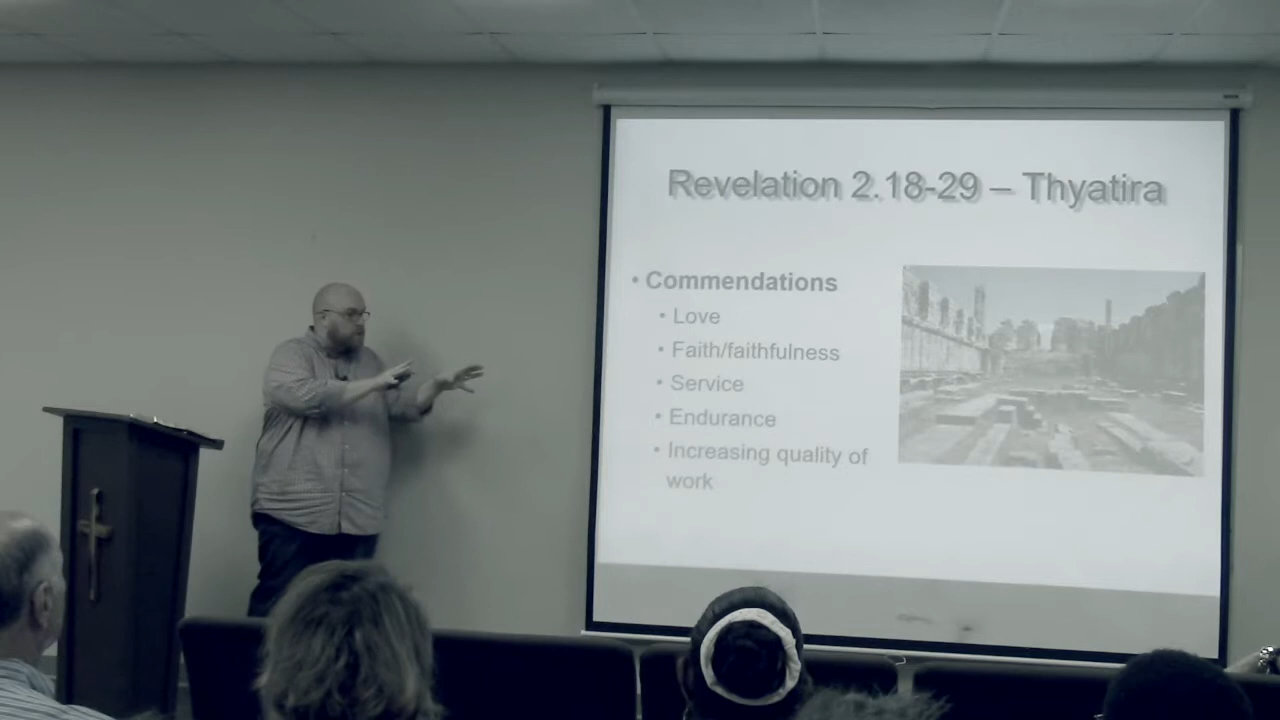 Revelation 2.18-29 – Thyatira
• Commendations
• Love
• Faith/faithfulness
• Service
• Endurance
• Increasing quality of
work